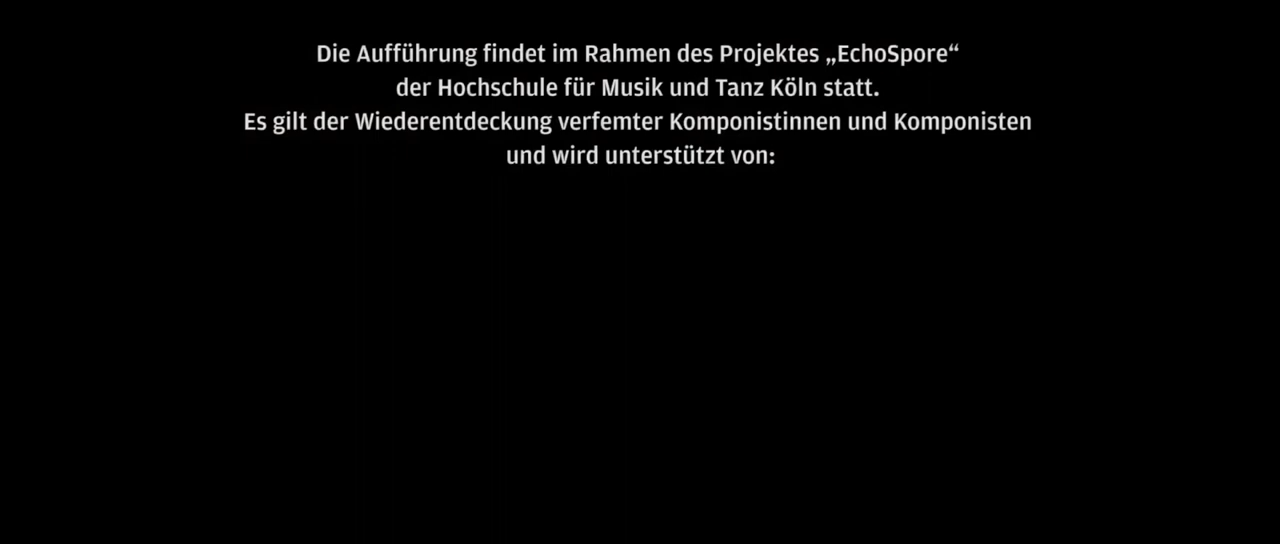 Die Aufführung findet im Rahmen des Projektes „EchoSpore“
der Hochschule für Musik und Tanz Köln statt.
Es gilt der Wiederentdeckung verfemter Komponistinnen und Komponisten
und wird unterstützt von: